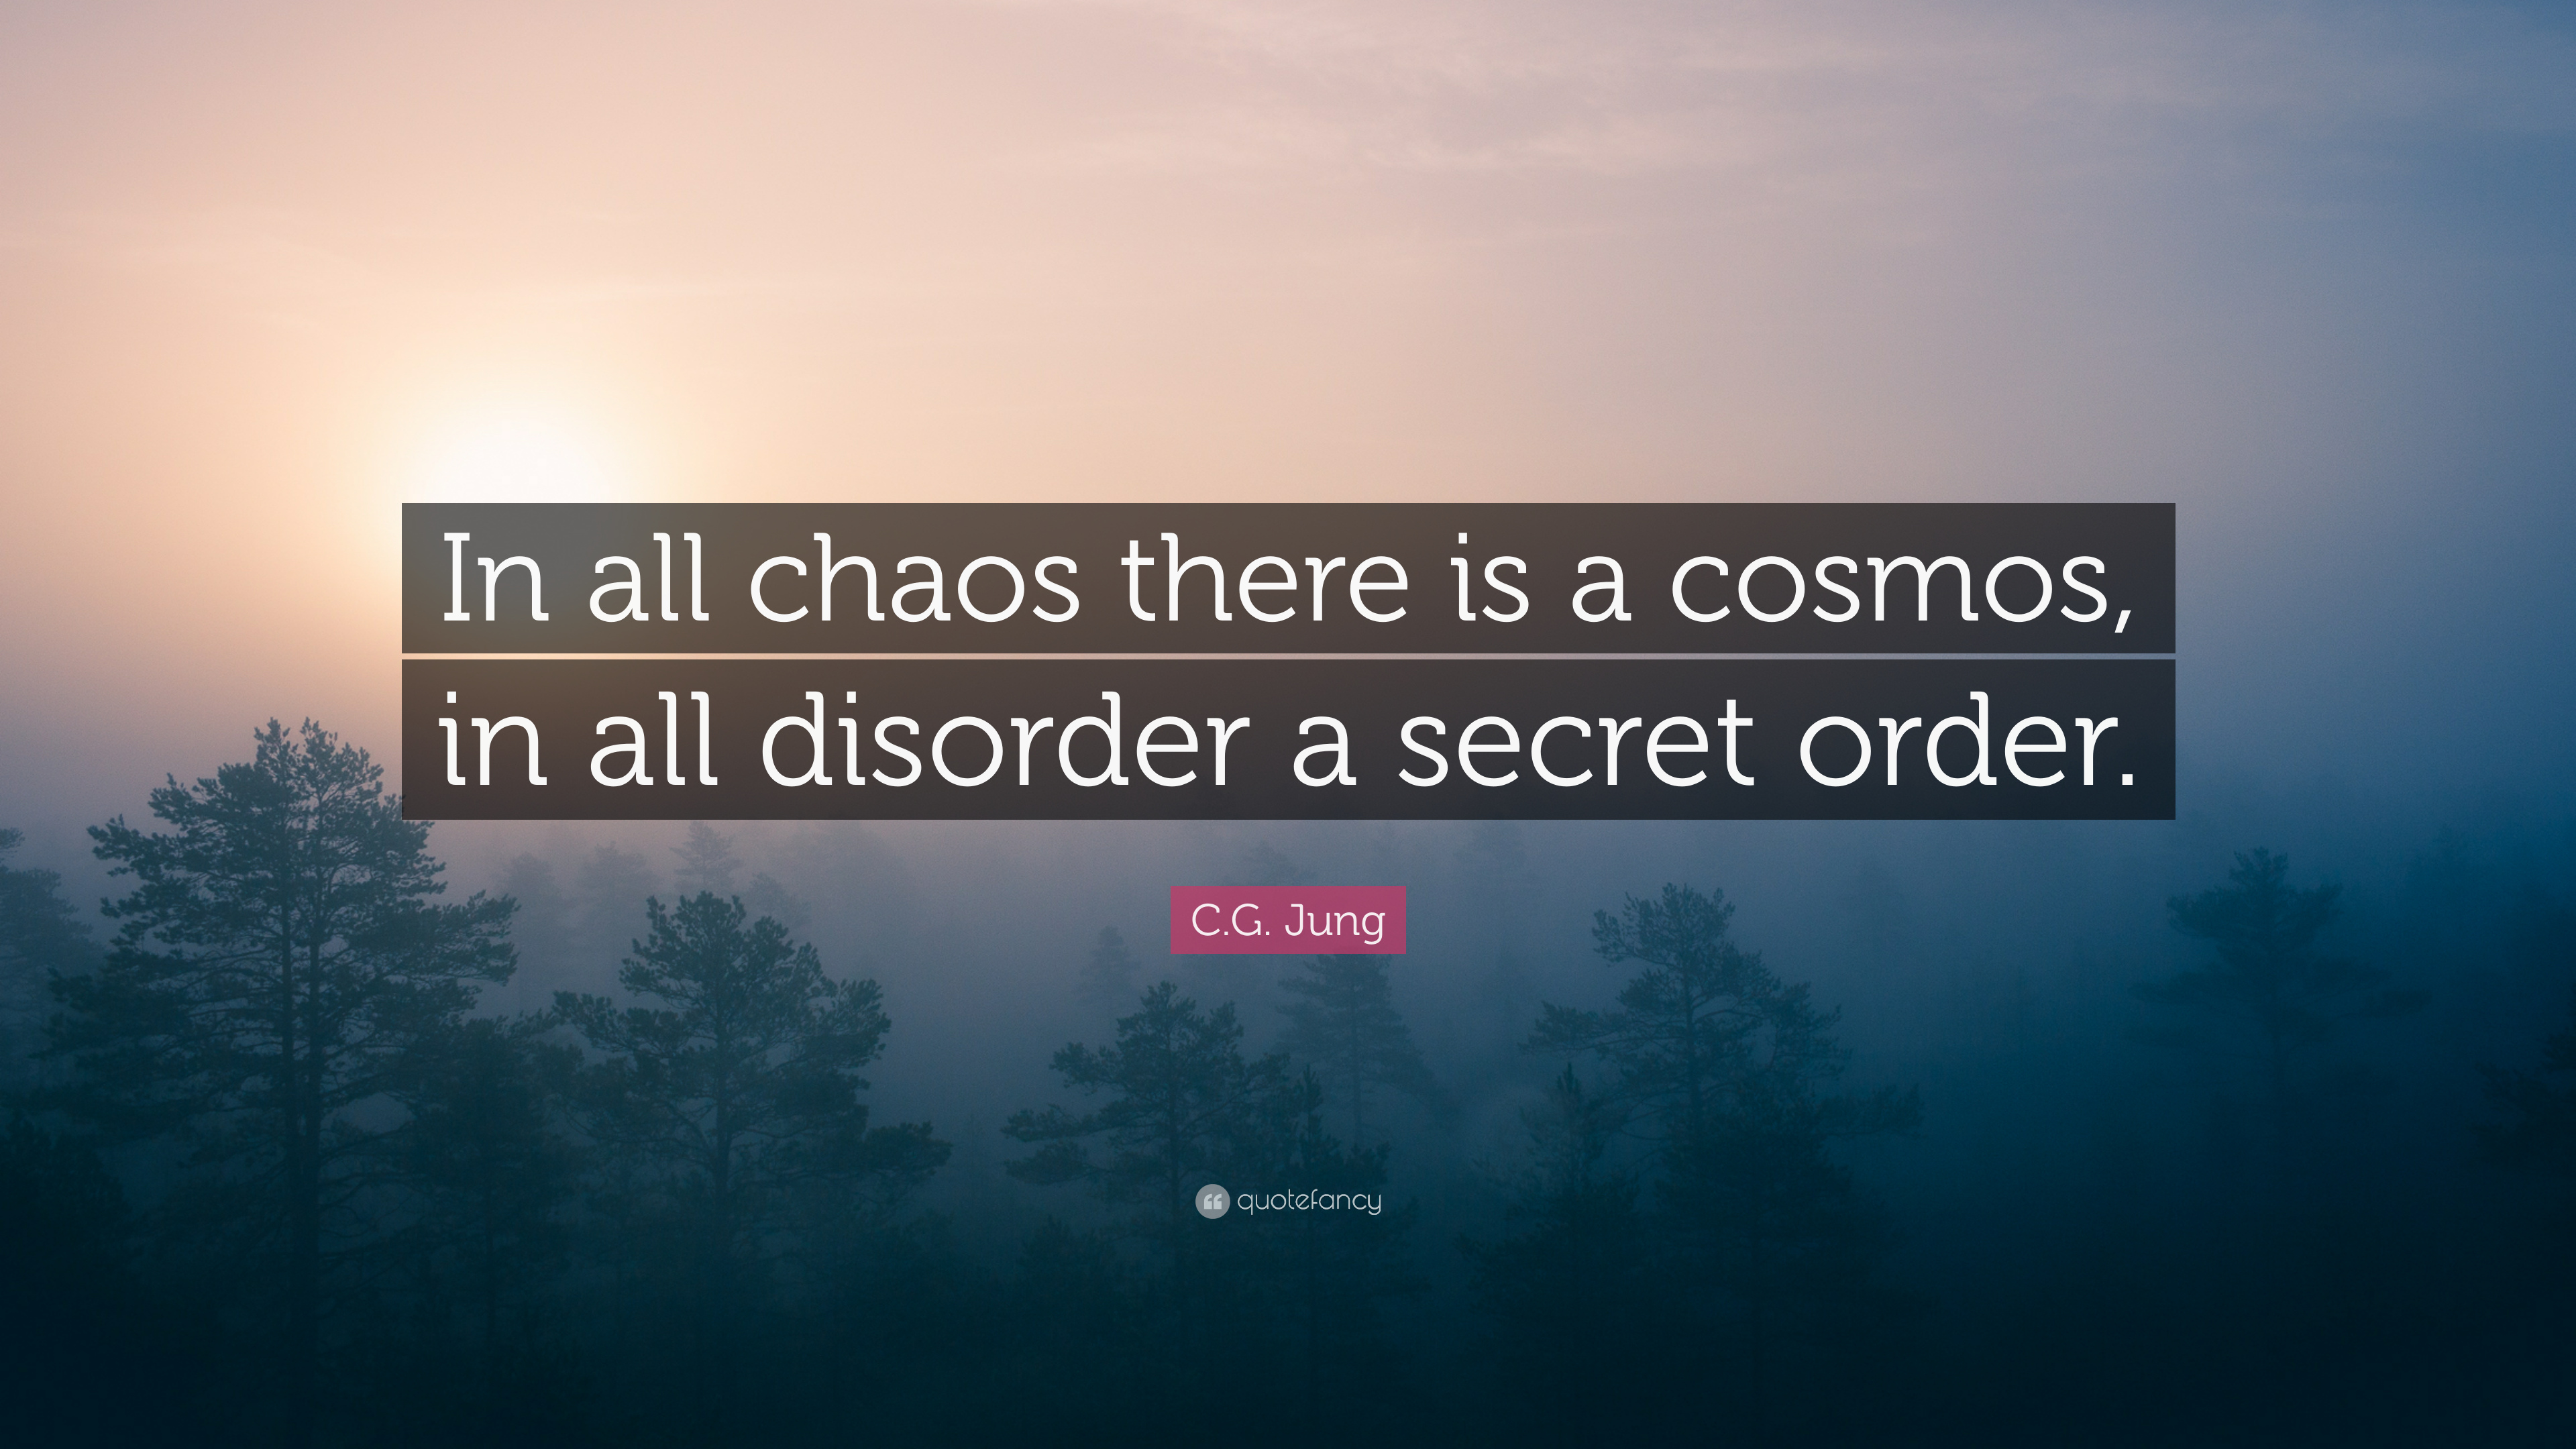 In all chaos there is a cosmos,
in all disorder a secret order.
C.G. Jung
quotefancy